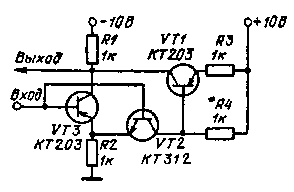 -10В +10В
R1 1к
VT1 КТ203
R3 1к
Выход
Вход
*R4 1к
VT3 КТ203
R2 1к
VT2 КТ312